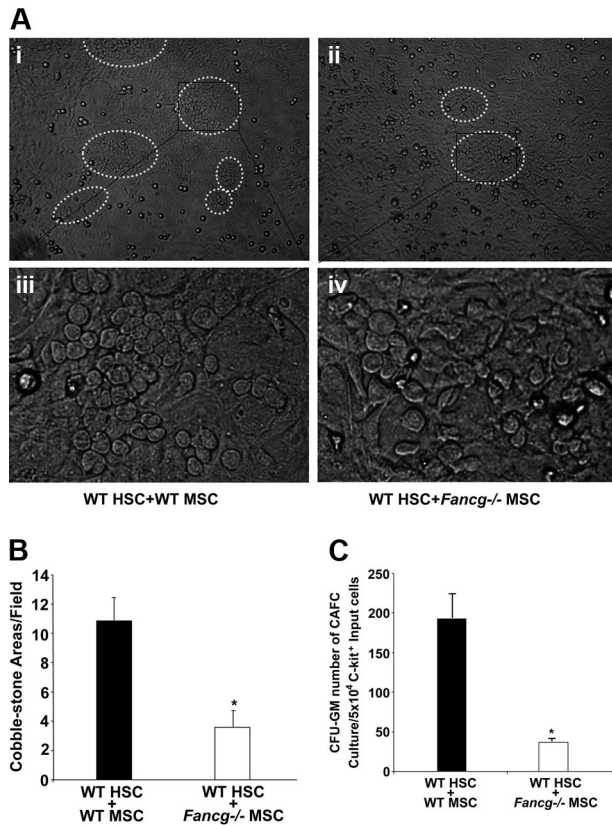 A
i
ii
iii
iv
WT HSC+WT MSC
WT HSC+Fancg-/- MSC
B
Cobble-stone Areas/Field
14
12
10
8
6
4
2
0
*
WT HSC
+
WT MSC
WT HSC
+
Fancg-/- MSC
C
CFU-GM number of CAFC
Culture/5x10⁴ C-kit⁺ Input cells
250
200
150
100
50
0
*
WT HSC
+
WT MSC
WT HSC
+
Fancg-/- MSC